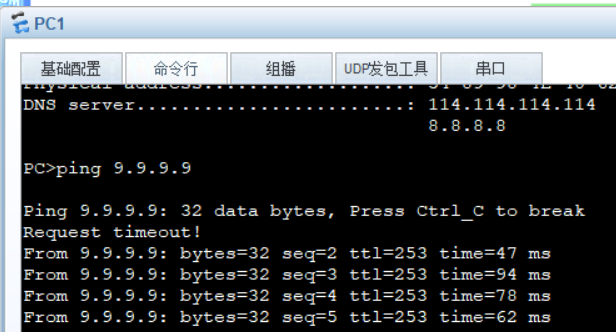 PC1
基础配置 命令行 组播 UDP发包工具 串口
DNS server........................: 114.114.114.114
8.8.8.8
PC>ping 9.9.9.9
Ping 9.9.9.9: 32 data bytes, Press Ctrl_C to break
Request timeout!
From 9.9.9.9: bytes=32 seq=2 ttl=253 time=47 ms
From 9.9.9.9: bytes=32 seq=3 ttl=253 time=94 ms
From 9.9.9.9: bytes=32 seq=4 ttl=253 time=78 ms
From 9.9.9.9: bytes=32 seq=5 ttl=253 time=62 ms